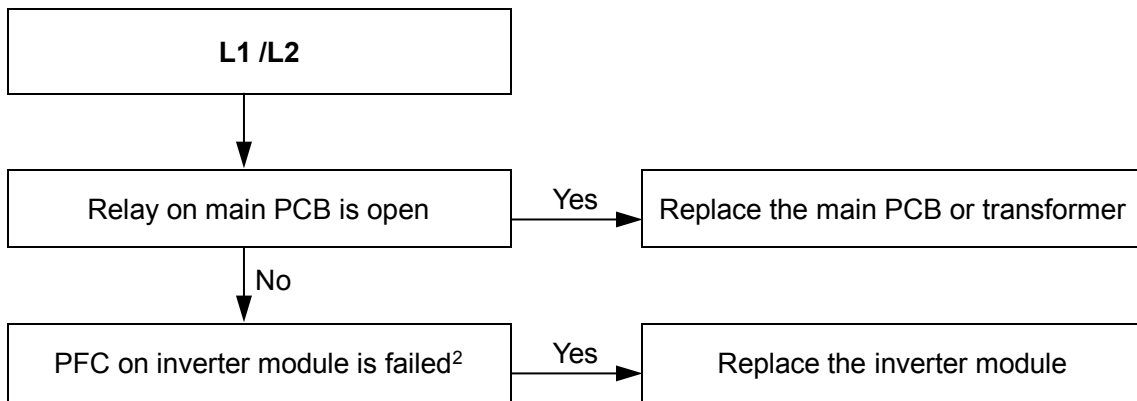 L1 /L2
Relay on main PCB is open
Yes
Replace the main PCB or transformer
No
PFC on inverter module is failed²
Yes
Replace the inverter module